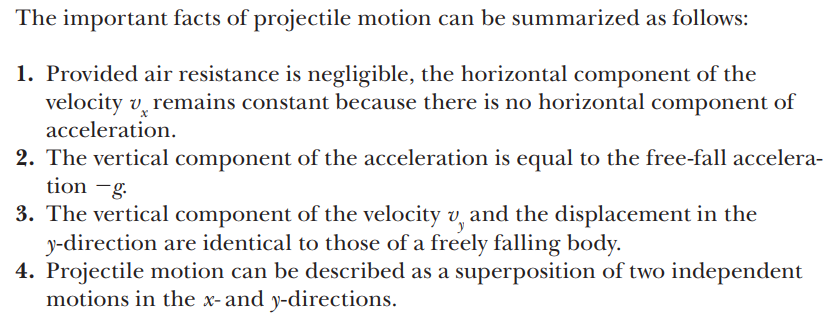 The important facts of projectile motion can be summarized as follows:
1. Provided air resistance is negligible, the horizontal component of the
velocity vₓ remains constant because there is no horizontal component of
acceleration.
2. The vertical component of the acceleration is equal to the free-fall accelera-
tion −g.
3. The vertical component of the velocity v_y and the displacement in the
y-direction are identical to those of a freely falling body.
4. Projectile motion can be described as a superposition of two independent
motions in the x- and y-directions.